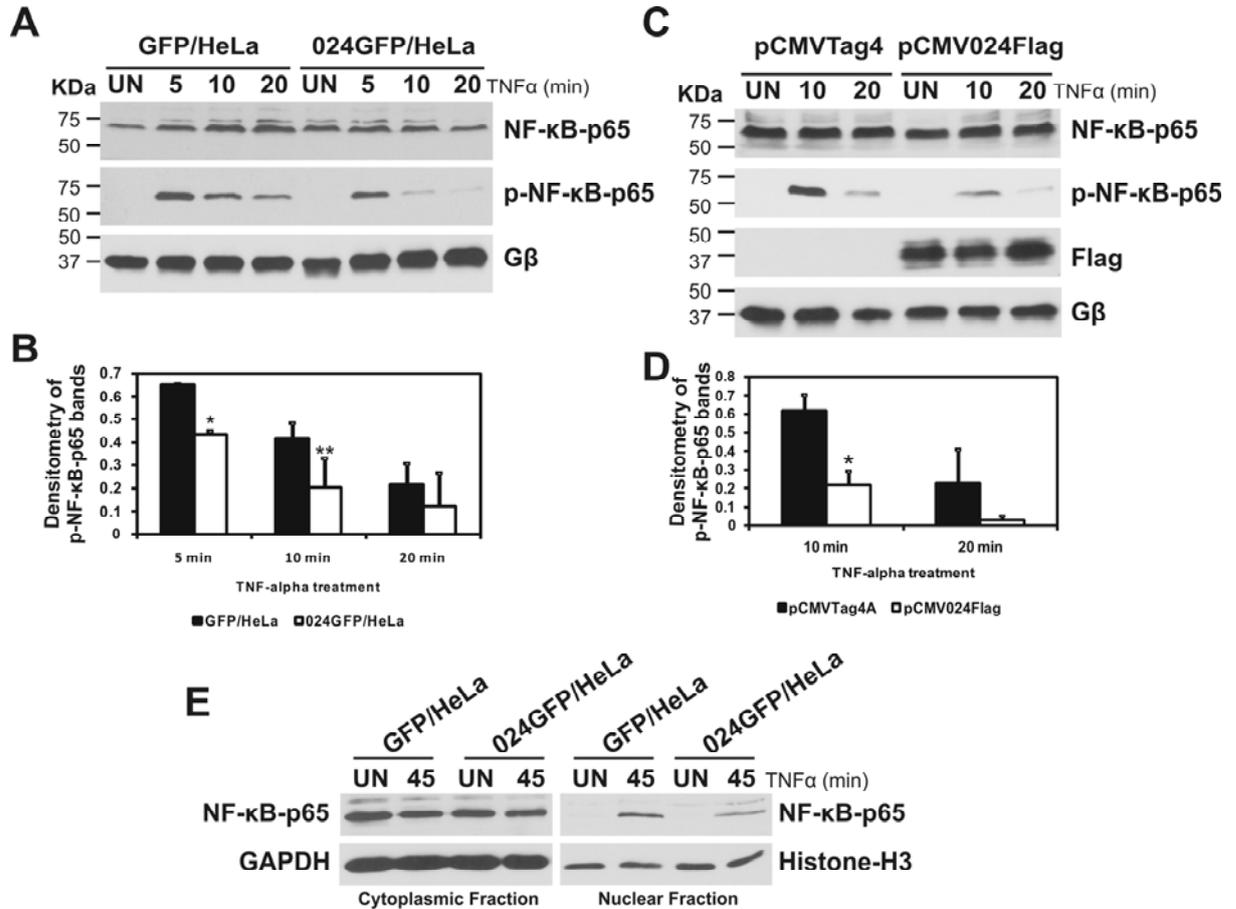 A
GFP/HeLa 024GFP/HeLa
KDa UN 5 10 20 UN 5 10 20 TNFα (min)
75
50
NF-κB-p65
75
50
p-NF-κB-p65
50
37
Gβ
B
Densitometry of
p-NF-κB-p65 bands
0.7
0.6
0.5
0.4
0.3
0.2
0.1
0
*
**
5 min 10 min 20 min
TNF-alpha treatment
GFP/HeLa 024GFP/HeLa
C
pCMVTag4 pCMV024Flag
KDa UN 10 20 UN 10 20 TNFα (min)
75
50
NF-κB-p65
75
50
p-NF-κB-p65
50
37
Flag
50
37
Gβ
D
Densitometry of
p-NF-κB-p65 bands
0.8
0.7
0.6
0.5
0.4
0.3
0.2
0.1
0
*
10 min 20 min
TNF-alpha treatment
pCMVTag4A pCMV024Flag
E
GFP/HeLa 024GFP/HeLa GFP/HeLa 024GFP/HeLa
UN 45 UN 45 UN 45 UN 45 TNFα (min)
NF-κB-p65 NF-κB-p65
GAPDH Histone-H3
Cytoplasmic Fraction Nuclear Fraction